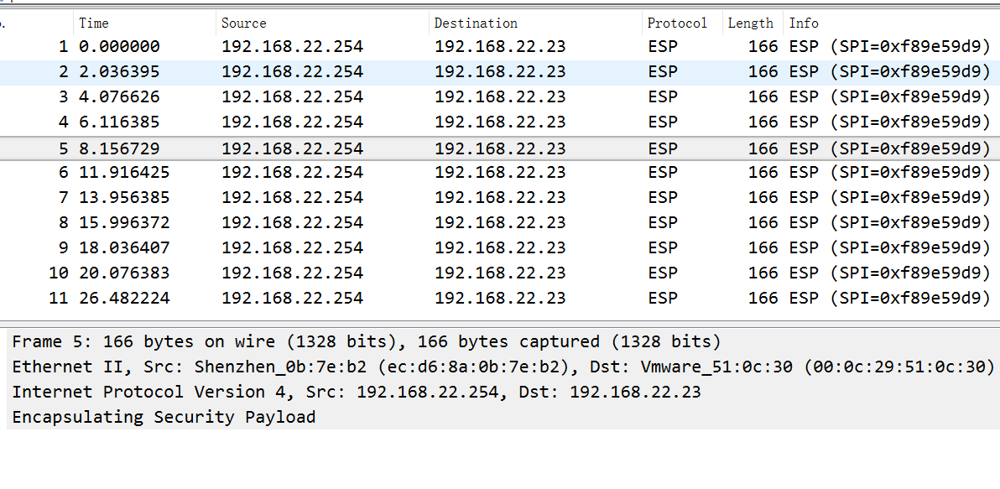 . Time Source Destination Protocol Length Info
1 0.000000 192.168.22.254 192.168.22.23 ESP 166 ESP (SPI=0xf89e59d9)
2 2.036395 192.168.22.254 192.168.22.23 ESP 166 ESP (SPI=0xf89e59d9)
3 4.076626 192.168.22.254 192.168.22.23 ESP 166 ESP (SPI=0xf89e59d9)
4 6.116385 192.168.22.254 192.168.22.23 ESP 166 ESP (SPI=0xf89e59d9)
5 8.156729 192.168.22.254 192.168.22.23 ESP 166 ESP (SPI=0xf89e59d9)
6 11.916425 192.168.22.254 192.168.22.23 ESP 166 ESP (SPI=0xf89e59d9)
7 13.956385 192.168.22.254 192.168.22.23 ESP 166 ESP (SPI=0xf89e59d9)
8 15.996372 192.168.22.254 192.168.22.23 ESP 166 ESP (SPI=0xf89e59d9)
9 18.036407 192.168.22.254 192.168.22.23 ESP 166 ESP (SPI=0xf89e59d9)
10 20.076383 192.168.22.254 192.168.22.23 ESP 166 ESP (SPI=0xf89e59d9)
11 26.482224 192.168.22.254 192.168.22.23 ESP 166 ESP (SPI=0xf89e59d9)
Frame 5: 166 bytes on wire (1328 bits), 166 bytes captured (1328 bits)
Ethernet II, Src: Shenzhen_0b:7e:b2 (ec:d6:8a:0b:7e:b2), Dst: Vmware_51:0c:30 (00:0c:29:51:0c:30)
Internet Protocol Version 4, Src: 192.168.22.254, Dst: 192.168.22.23
Encapsulating Security Payload